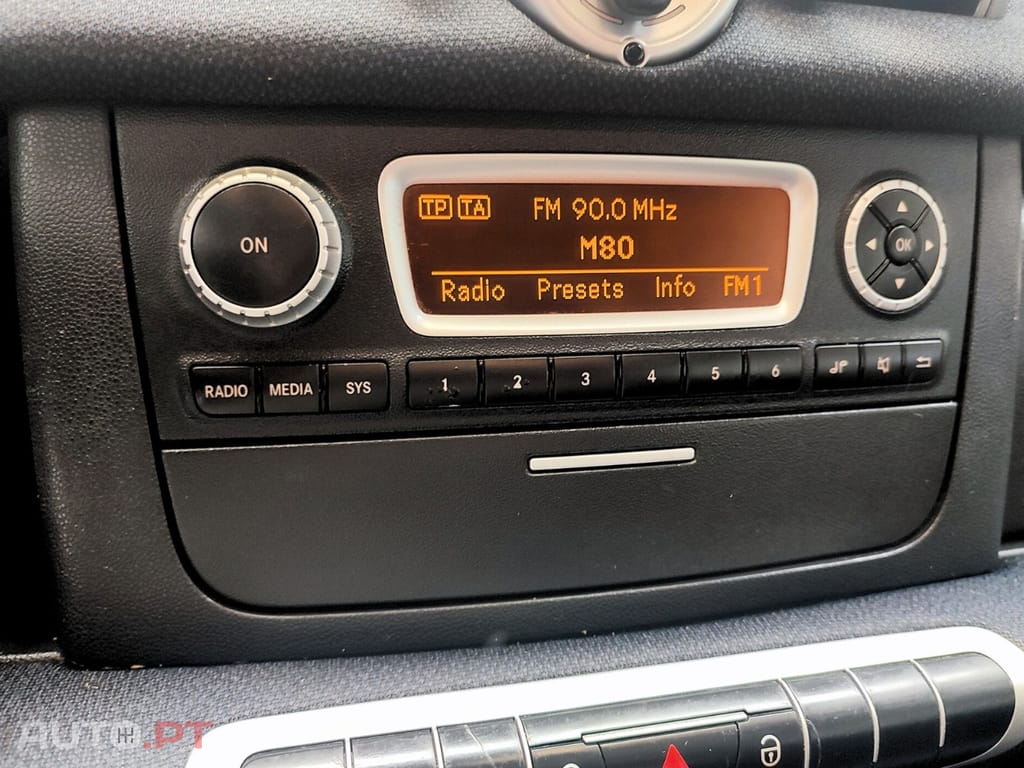 TP TA FM 90.0 MHz
M80
Radio Presets Info FM1
ON
OK
RADIO MEDIA SYS 1 2 3 4 5 6
AUTO.PT